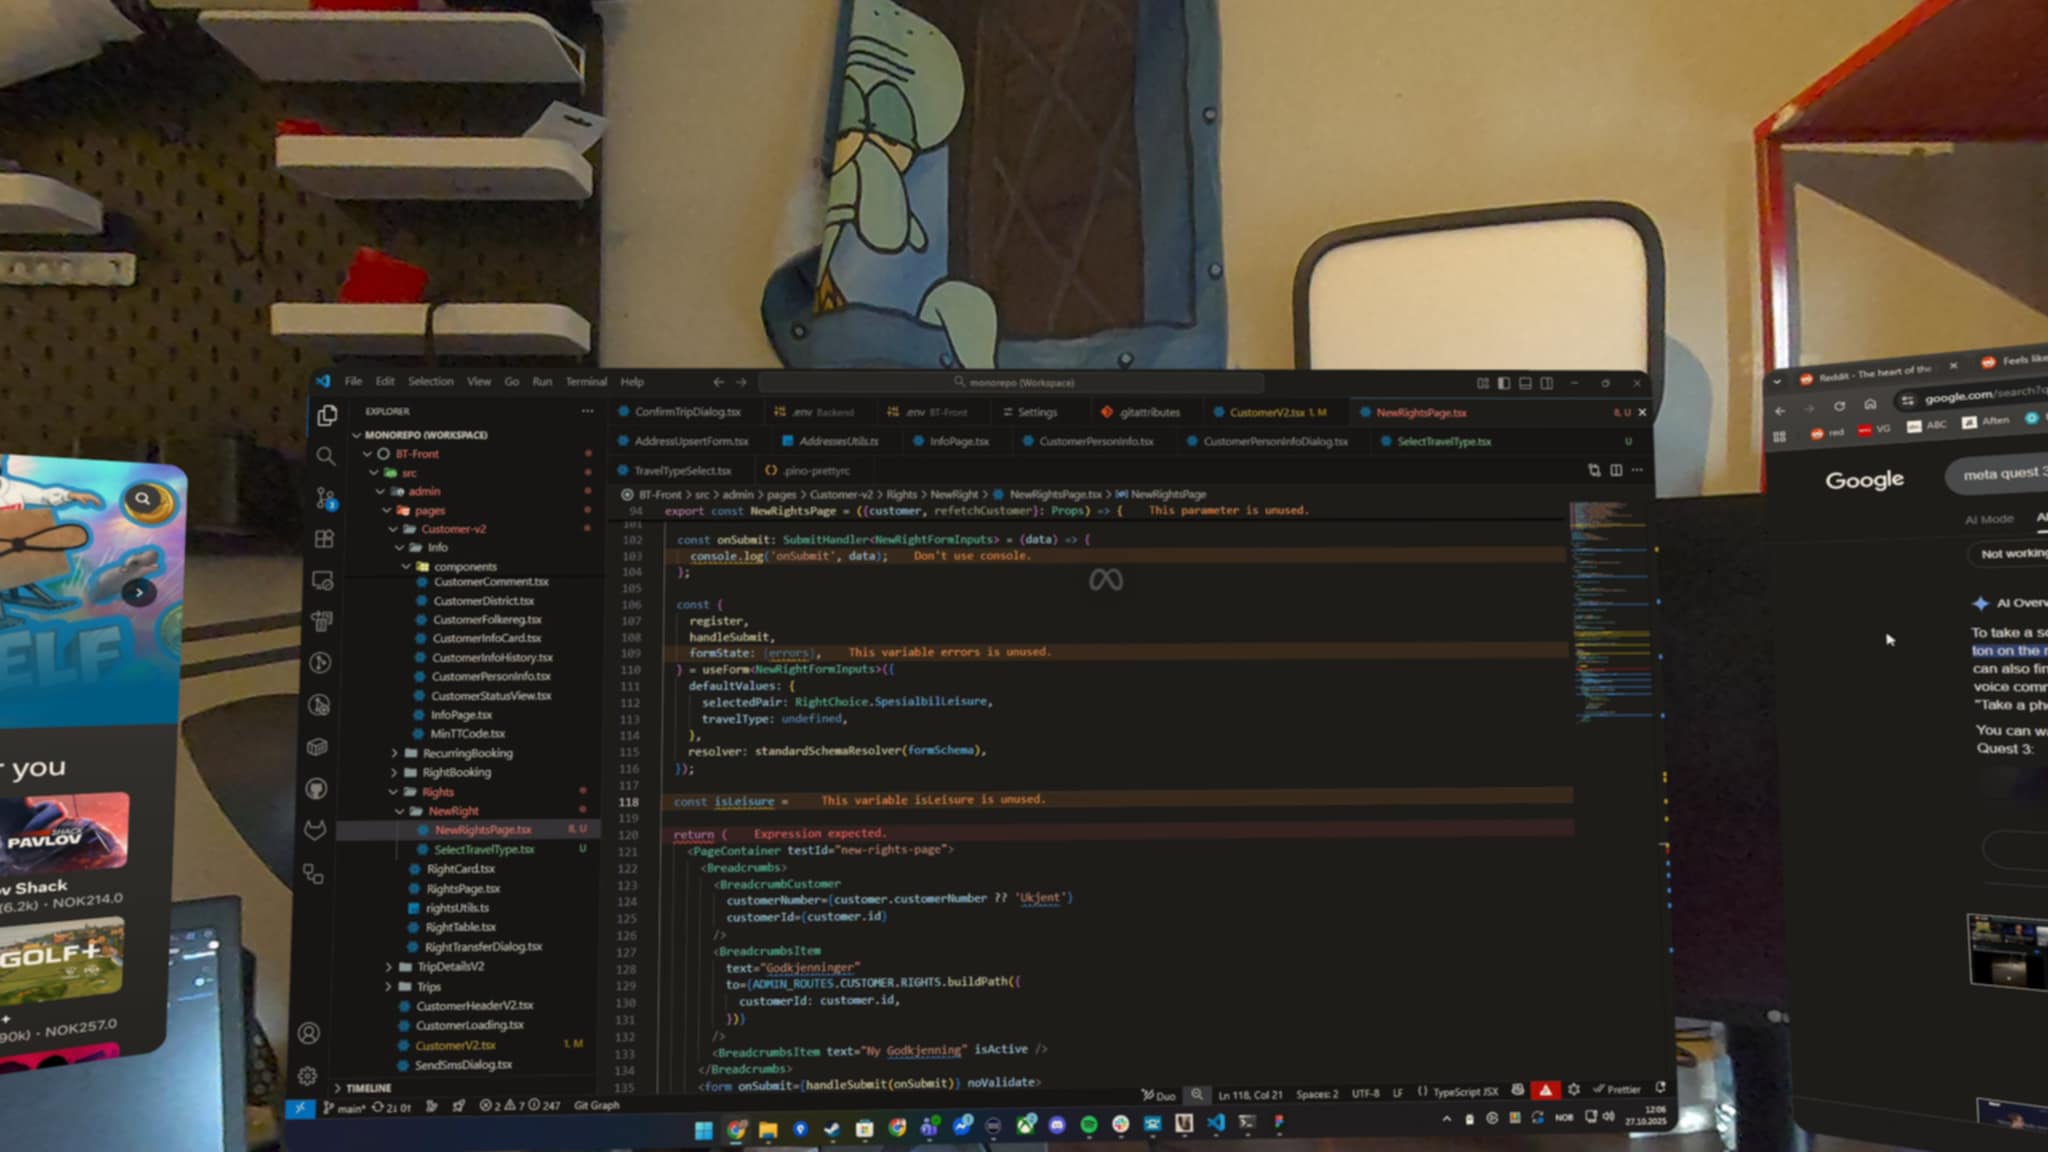 File Edit Selection View Go Run Terminal Help
monorepo (Workspace)
EXPLORER
MONOREPO (WORKSPACE)
BT-Front
src
admin
pages
Customer-v2
Info
components
CustomerComment.tsx
CustomerDistrict.tsx
CustomerFolkereg.tsx
CustomerInfoCard.tsx
CustomerInfoHistory.tsx
CustomerPersonInfo.tsx
CustomerStatusView.tsx
InfoPage.tsx
MinTTCode.tsx
RecurringBooking
RightBooking
Rights
NewRight
NewRightsPage.tsx 8, U
SelectTravelType.tsx U
RightCard.tsx
RightsPage.tsx
rightsUtils.ts
RightTable.tsx
RightTransferDialog.tsx
TripDetailsV2
Trips
CustomerHeaderV2.tsx
CustomerLoading.tsx
CustomerV2.tsx 1, M
SendSmsDialog.tsx
TIMELINE
ConfirmTripDialog.tsx .env Backend .env BT-Front Settings .gitattributes CustomerV2.tsx 1, M NewRightsPage.tsx 8, U
AddressUpsertForm.tsx AddressesUtils.ts InfoPage.tsx CustomerPersonInfo.tsx CustomerPersonInfoDialog.tsx SelectTravelType.tsx U
TravelTypeSelect.tsx .pino-prettyrc
BT-Front > src > admin > pages > Customer-v2 > Rights > NewRight > NewRightsPage.tsx > NewRightsPage
94 export const NewRightsPage = ({customer, refetchCustomer}: Props) => { This parameter is unused.
101
102 const onSubmit: SubmitHandler<NewRightFormInputs> = (data) => {
103 console.log('onSubmit', data); Don't use console.
104 };
105
106 const {
107 register,
108 handleSubmit,
109 formState: {errors}, This variable errors is unused.
110 } = useForm<NewRightFormInputs>({
111 defaultValues: {
112 selectedPair: RightChoice.SpesialbilLeisure,
113 travelType: undefined,
114 },
115 resolver: standardSchemaResolver(formSchema),
116 });
117
118 const isLeisure = This variable isLeisure is unused.
119
120 return ( Expression expected.
121 <PageContainer testId="new-rights-page">
122 <Breadcrumbs>
123 <BreadcrumbCustomer
124 customerNumber={customer.customerNumber ?? 'Ukjent'}
125 customerId={customer.id}
126 />
127 <BreadcrumbsItem
128 text="Godkjenninger"
129 to={ADMIN_ROUTES.CUSTOMER.RIGHTS.buildPath({
130 customerId: customer.id,
131 })}
132 />
133 <BreadcrumbsItem text="Ny Godkjenning" isActive />
134 </Breadcrumbs>
135 <form onSubmit={handleSubmit(onSubmit)} noValidate>
main* 2↓ 0↑ 2 7 247 Git Graph
Duo Ln 118, Col 21 Spaces: 2 UTF-8 LF {} TypeScript JSX Prettier
NOB 12:06
27.10.2025
ELF
r you
PAVLOV
ov Shack
(6.2k) · NOK214.0
GOLF+
+
90k) · NOK257.0
Reddit - The heart of the Feels like
google.com/search?q
red VG ABC Aften
Google meta quest 3
AI Mode
Not working
AI Over
To take a s
ton on the r
can also fin
voice comm
"Take a ph
You can w
Quest 3: